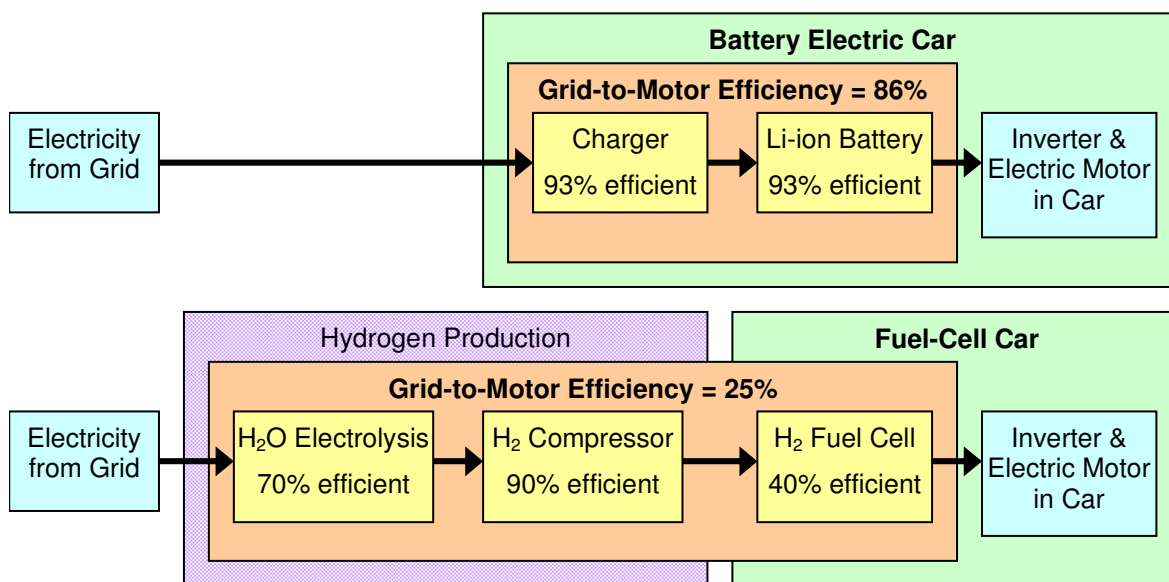 Battery Electric Car
Grid-to-Motor Efficiency = 86%
Electricity
from Grid
Charger
93% efficient
Li-ion Battery
93% efficient
Inverter &
Electric Motor
in Car
Hydrogen Production
Fuel-Cell Car
Grid-to-Motor Efficiency = 25%
Electricity
from Grid
H₂O Electrolysis
70% efficient
H₂ Compressor
90% efficient
H₂ Fuel Cell
40% efficient
Inverter &
Electric Motor
in Car